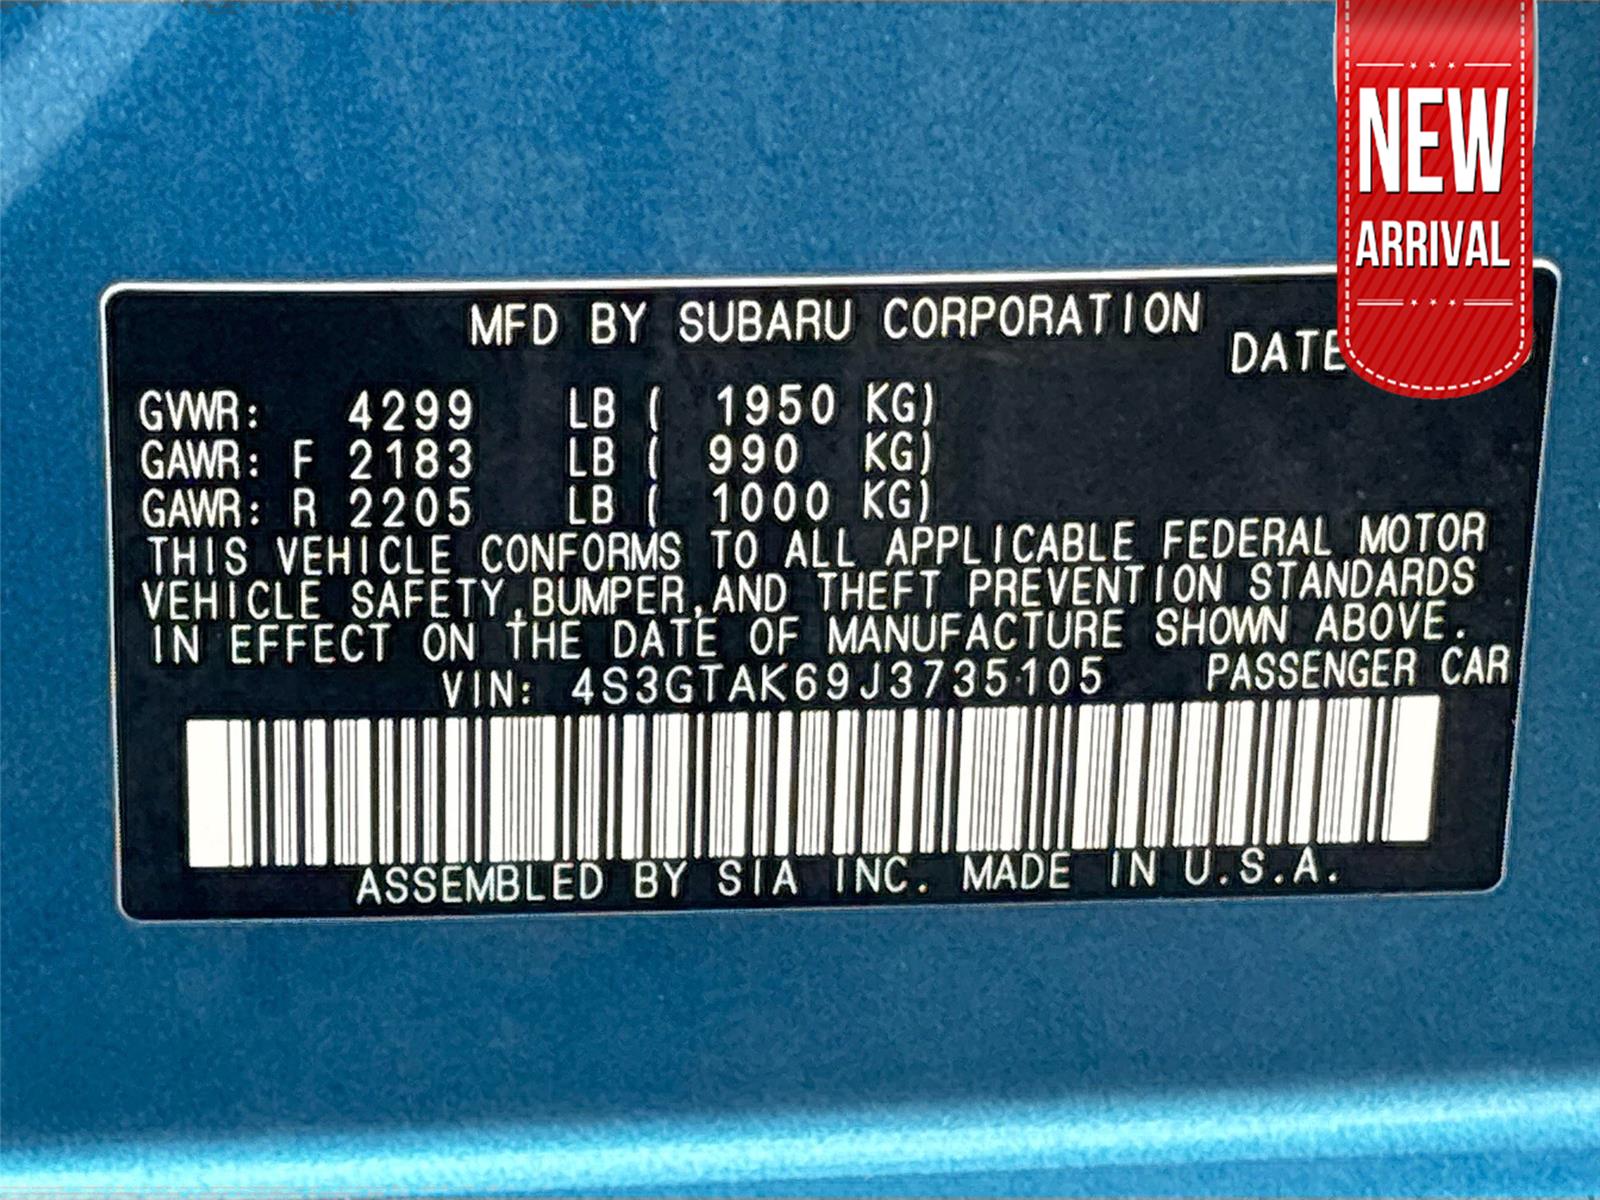 NEW
ARRIVAL
MFD BY SUBARU CORPORATION
DATE
GVWR: 4299 LB ( 1950 KG)
GAWR: F 2183 LB ( 990 KG)
GAWR: R 2205 LB ( 1000 KG)
THIS VEHICLE CONFORMS TO ALL APPLICABLE FEDERAL MOTOR
VEHICLE SAFETY,BUMPER,AND THEFT PREVENTION STANDARDS
IN EFFECT ON THE DATE OF MANUFACTURE SHOWN ABOVE.
VIN: 4S3GTAK69J3735105 PASSENGER CAR
ASSEMBLED BY SIA INC. MADE IN U.S.A.